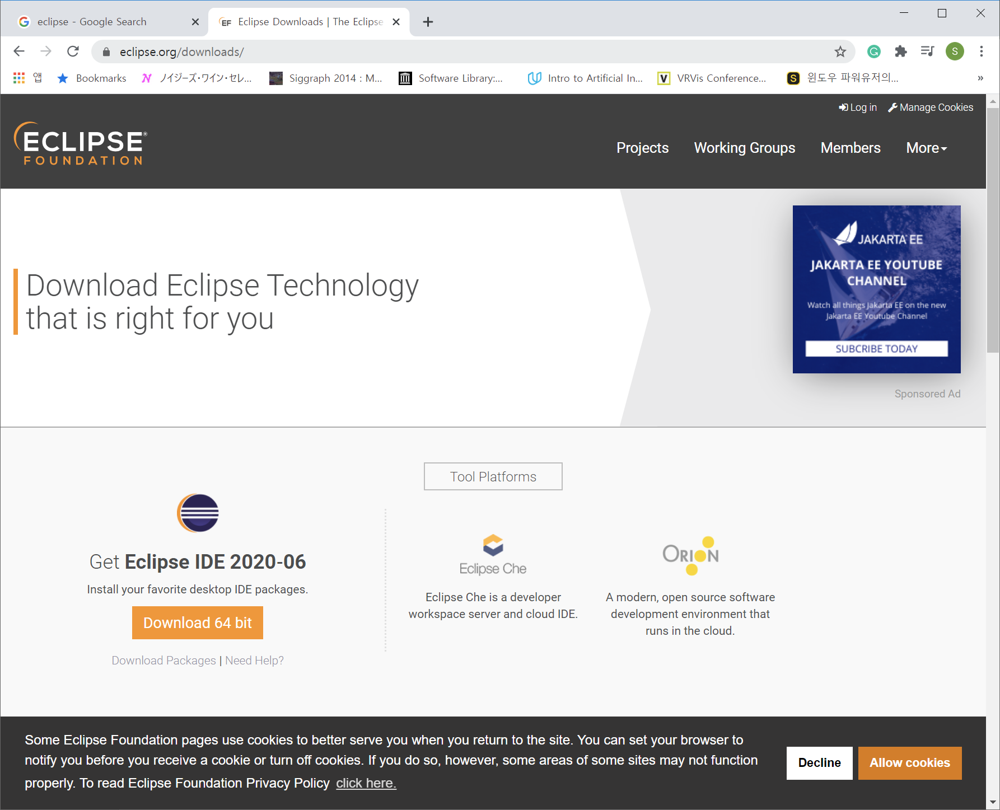 eclipse - Google Search
EF Eclipse Downloads | The Eclipse
eclipse.org/downloads/
S
앱
Bookmarks
ノイジーズ・ワイン・セレ...
Siggraph 2014 : M...
Software Library:...
Intro to Artificial In...
V VRVis Conference...
S 윈도우 파워유저의...
»
Log in
Manage Cookies
ECLIPSE®
FOUNDATION
Projects
Working Groups
Members
More
Download Eclipse Technology
that is right for you
JAKARTA EE
JAKARTA EE YOUTUBE
CHANNEL
Watch all things Jakarta EE on the new
Jakarta EE Youtube Channel
SUBCRIBE TODAY
Sponsored Ad
Tool Platforms
Get Eclipse IDE 2020-06
Install your favorite desktop IDE packages.
Download 64 bit
Download Packages | Need Help?
Eclipse Che
Eclipse Che is a developer
workspace server and cloud IDE.
ORION
A modern, open source software
development environment that
runs in the cloud.
Some Eclipse Foundation pages use cookies to better serve you when you return to the site. You can set your browser to
notify you before you receive a cookie or turn off cookies. If you do so, however, some areas of some sites may not function
properly. To read Eclipse Foundation Privacy Policy click here.
Decline
Allow cookies